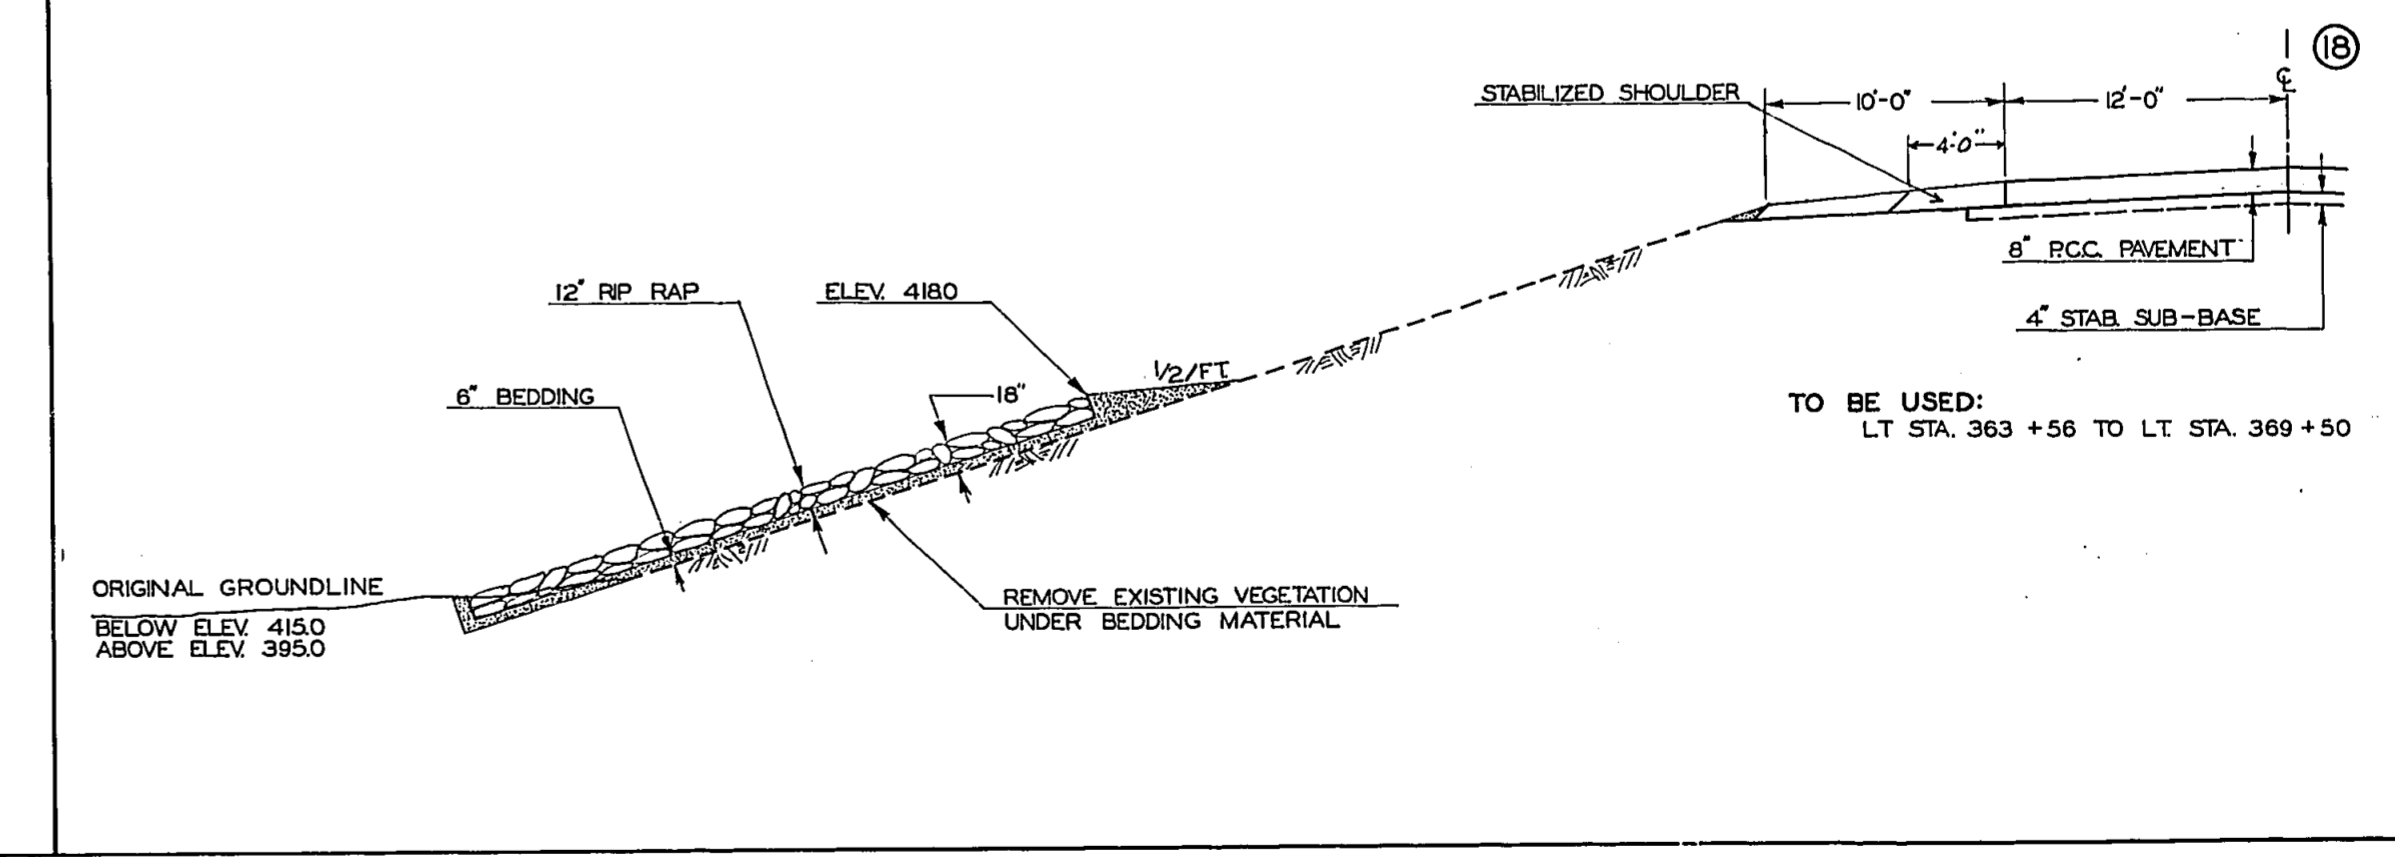 18
℄
STABILIZED SHOULDER
10'-0"
12'-0"
4'-0"
8" P.C.C. PAVEMENT
4" STAB. SUB-BASE
12" RIP RAP
ELEV. 418.0
1/2/FT.
6" BEDDING
18"
TO BE USED:
LT STA. 363 +56 TO LT. STA. 369 +50
ORIGINAL GROUNDLINE
BELOW ELEV. 415.0
ABOVE ELEV. 395.0
REMOVE EXISTING VEGETATION
UNDER BEDDING MATERIAL